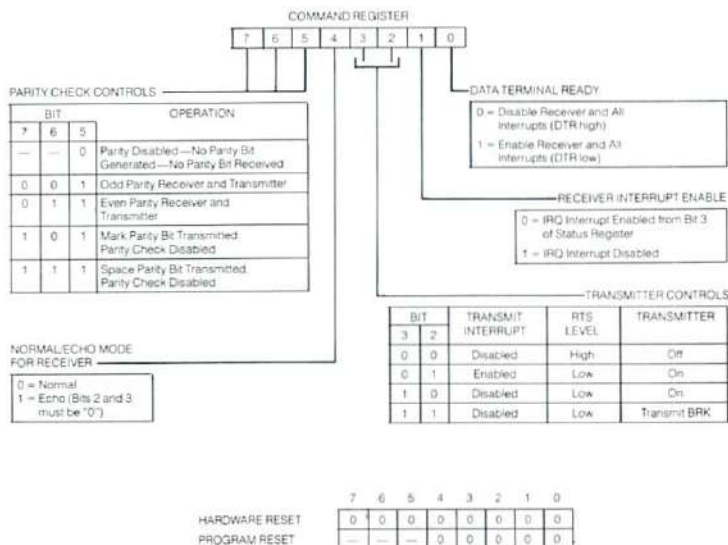 COMMAND REGISTER
7 6 5 4 3 2 1 0
PARITY CHECK CONTROLS
BIT OPERATION
7 6 5
— — 0 Parity Disabled—No Parity Bit
Generated—No Parity Bit Received
0 0 1 Odd Parity Receiver and Transmitter
0 1 1 Even Parity Receiver and
Transmitter
1 0 1 Mark Parity Bit Transmitted.
Parity Check Disabled
1 1 1 Space Parity Bit Transmitted.
Parity Check Disabled
NORMAL/ECHO MODE
FOR RECEIVER
0 = Normal
1 = Echo (Bits 2 and 3
must be "0")
DATA TERMINAL READY
0 = Disable Receiver and All
Interrupts (DTR high)
1 = Enable Receiver and All
Interrupts (DTR low)
RECEIVER INTERRUPT ENABLE
0 = IRQ Interrupt Enabled from Bit 3
of Status Register
1 = IRQ Interrupt Disabled
TRANSMITTER CONTROLS
BIT TRANSMIT RTS TRANSMITTER
3 2 INTERRUPT LEVEL
0 0 Disabled High Off
0 1 Enabled Low On
1 0 Disabled Low On
1 1 Disabled Low Transmit BRK
7 6 5 4 3 2 1 0
HARDWARE RESET 0 0 0 0 0 0 0 0
PROGRAM RESET — — — 0 0 0 0 0